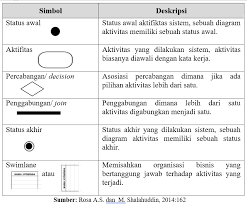 Simbol Deskripsi
Status awal
Status awal aktifiktas sistem, sebuah diagram
aktivitas memiliki sebuah status awal.
Aktifitas
Aktivitas yang dilakukan sistem, aktivitas
biasanya diawali dengan kata kerja.
Percabangan/ decision
Asosiasi percabangan dimana jika ada
pilihan aktivitas lebih dari satu.
Penggabungan/ join
Penggabungan dimana lebih dari satu
aktivitas digabungkan menjadi satu.
Status akhir
Status akhir yang dilakukan sistem, sebuah
diagram aktivitas memiliki sebuah status
akhir.
Swimlane
atau
Memisahkan organisasi bisnis yang
bertanggung jawab terhadap aktivitas yang
terjadi.
Sumber: Rosa A.S. dan M. Shalahuddin, 2014:162